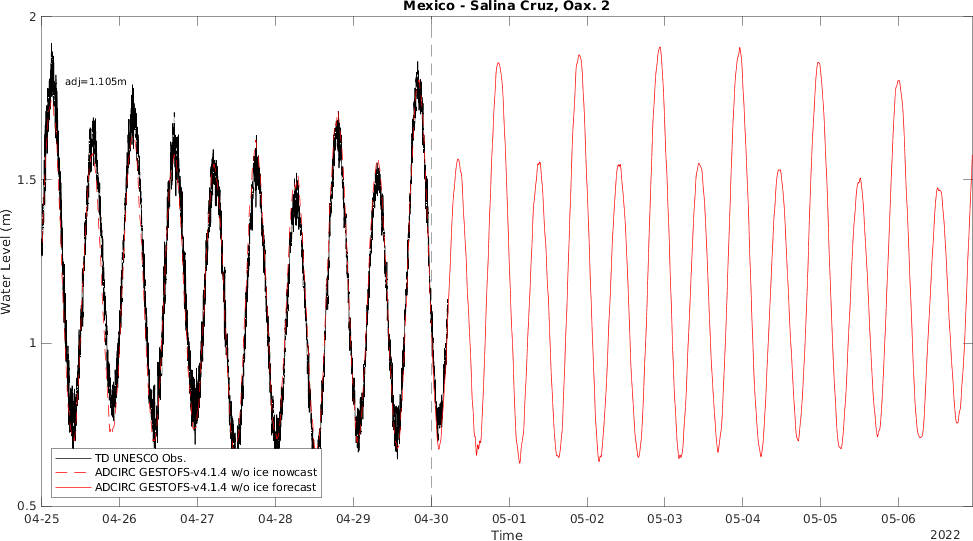 Mexico - Salina Cruz, Oax. 2
2
adj=1.105m
1.5
Water Level (m)
1
TD UNESCO Obs.
ADCIRC GESTOFS-v4.1.4 w/o ice nowcast
ADCIRC GESTOFS-v4.1.4 w/o ice forecast
0.5
04-25 04-26 04-27 04-28 04-29 04-30 05-01 05-02 05-03 05-04 05-05 05-06
Time
2022